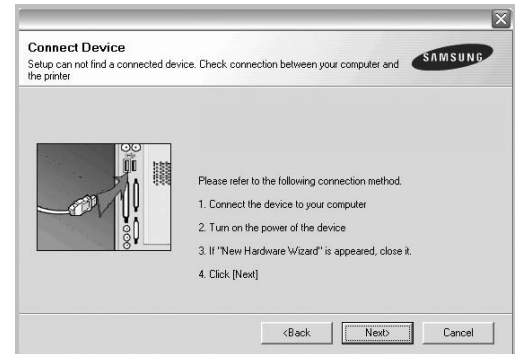 Connect Device
Setup can not find a connected device. Check connection between your computer and
the printer
SAMSUNG
Please refer to the following connection method.
1. Connect the device to your computer
2. Turn on the power of the device
3. If "New Hardware Wizard" is appeared, close it.
4. Click [Next]
<Back Next> Cancel